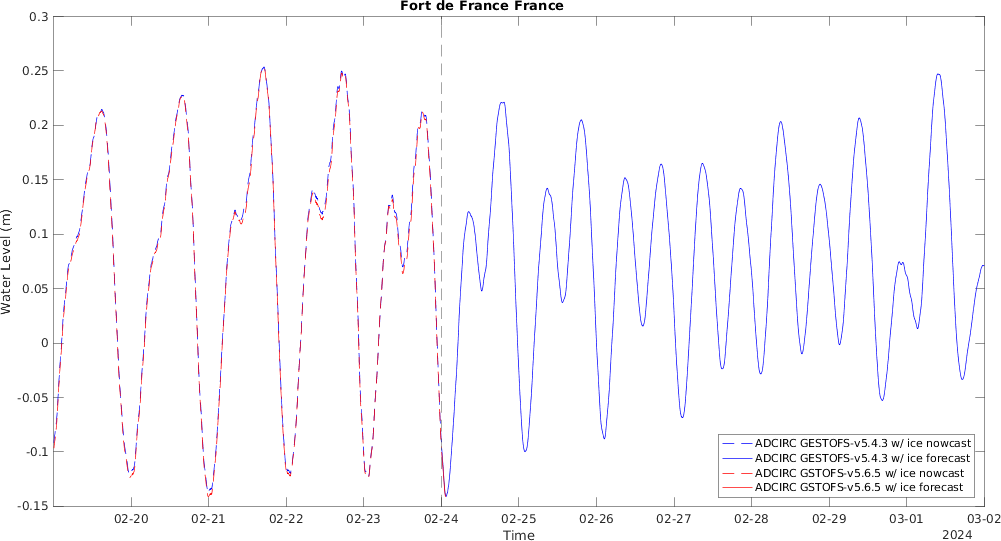 Fort de France France
0.3
0.25
0.2
0.15
0.1
0.05
0
-0.05
-0.1
-0.15
Water Level (m)
02-20 02-21 02-22 02-23 02-24 02-25 02-26 02-27 02-28 02-29 03-01 03-02
Time
2024
ADCIRC GESTOFS-v5.4.3 w/ ice nowcast
ADCIRC GESTOFS-v5.4.3 w/ ice forecast
ADCIRC GSTOFS-v5.6.5 w/ ice nowcast
ADCIRC GSTOFS-v5.6.5 w/ ice forecast